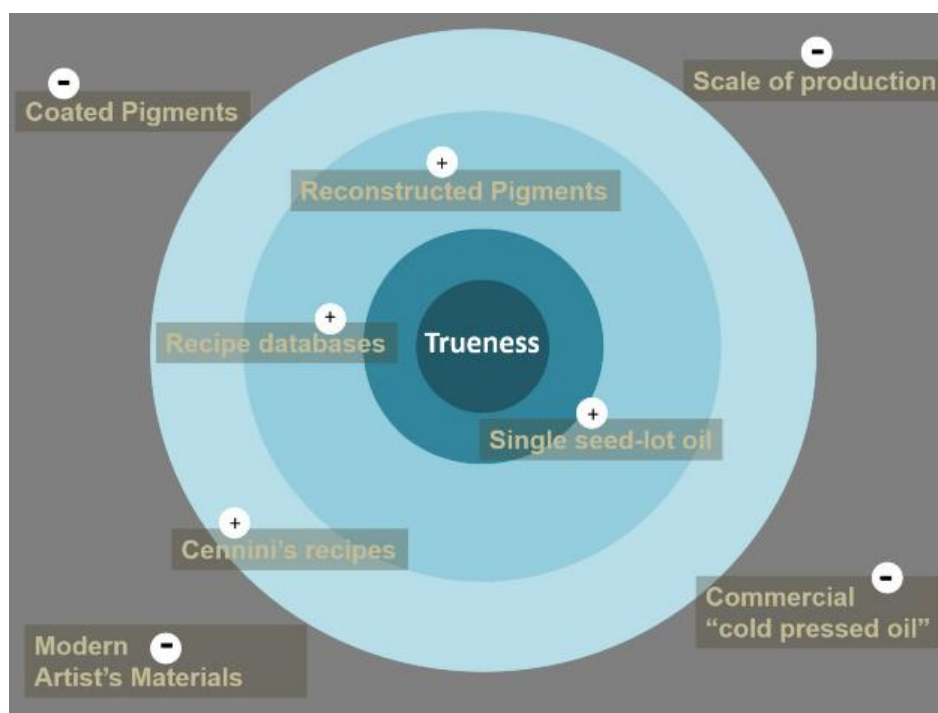 -
Scale of production
-
Coated Pigments
+
Reconstructed Pigments
+
Recipe databases
Trueness
+
Single seed-lot oil
+
Cennini's recipes
-
Commercial
“cold pressed oil”
-
Modern
Artist's Materials